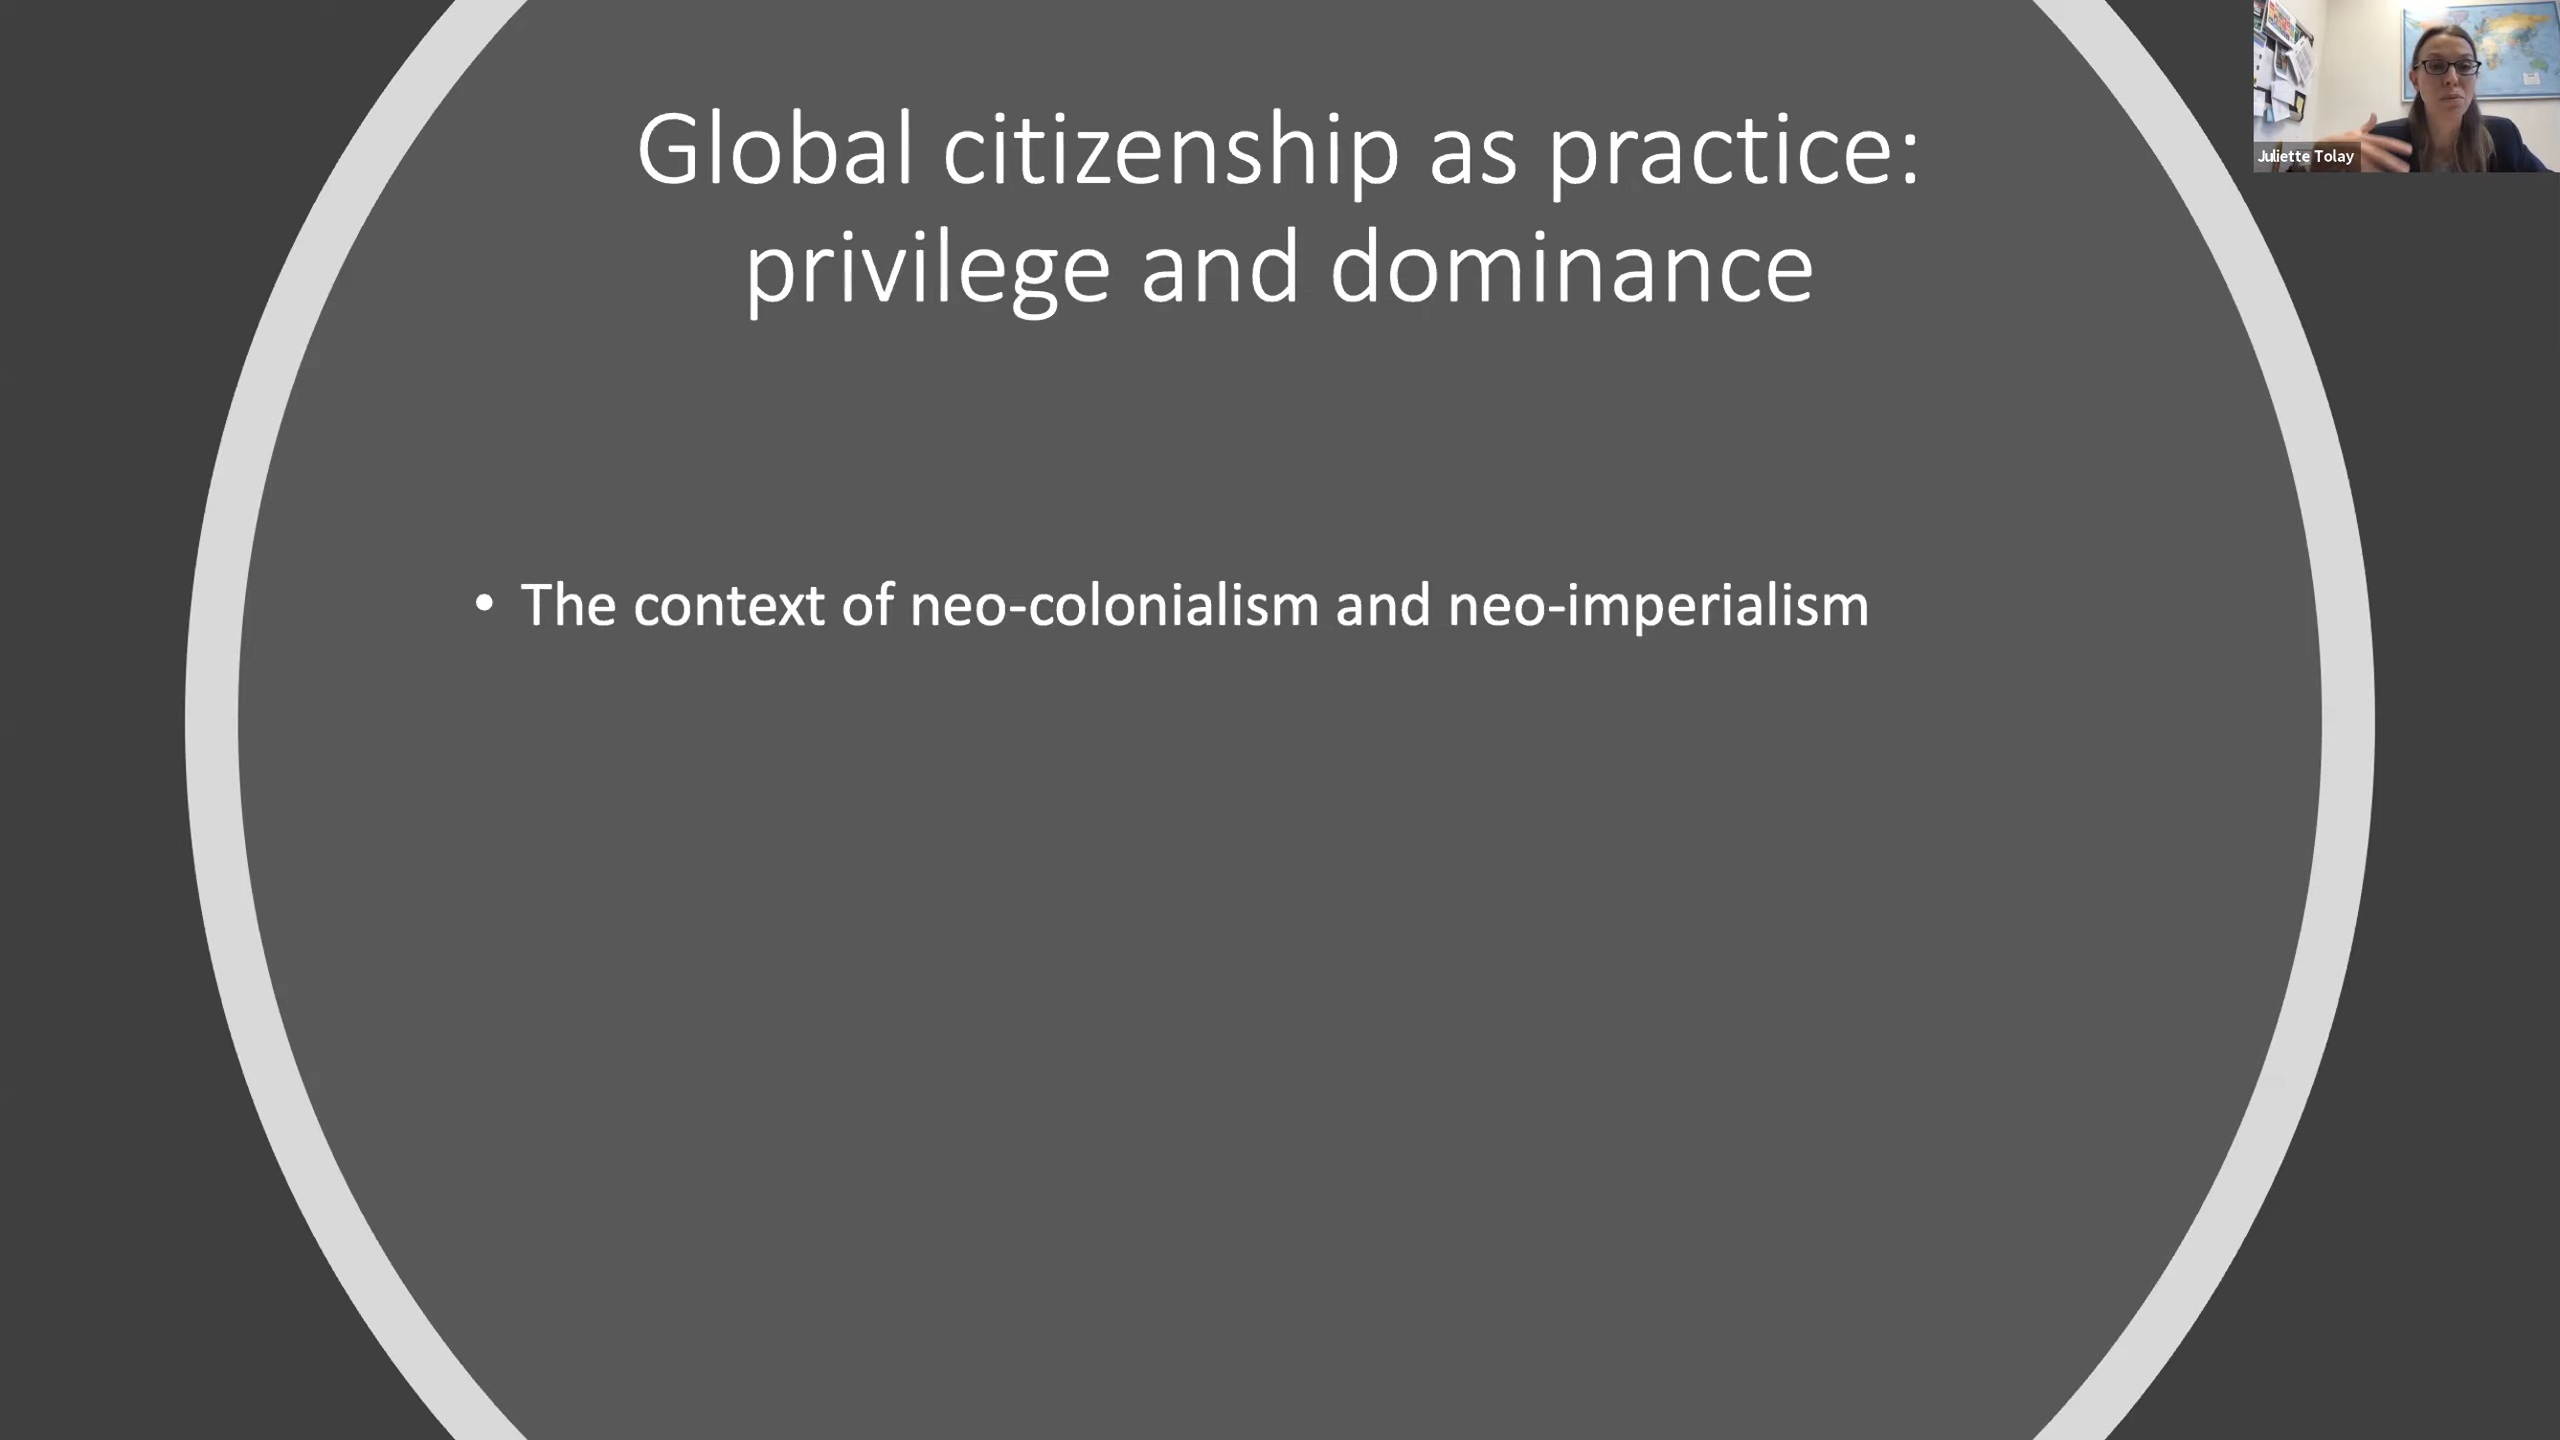 Global citizenship as practice:
privilege and dominance
• The context of neo-colonialism and neo-imperialism
Juliette Tolay